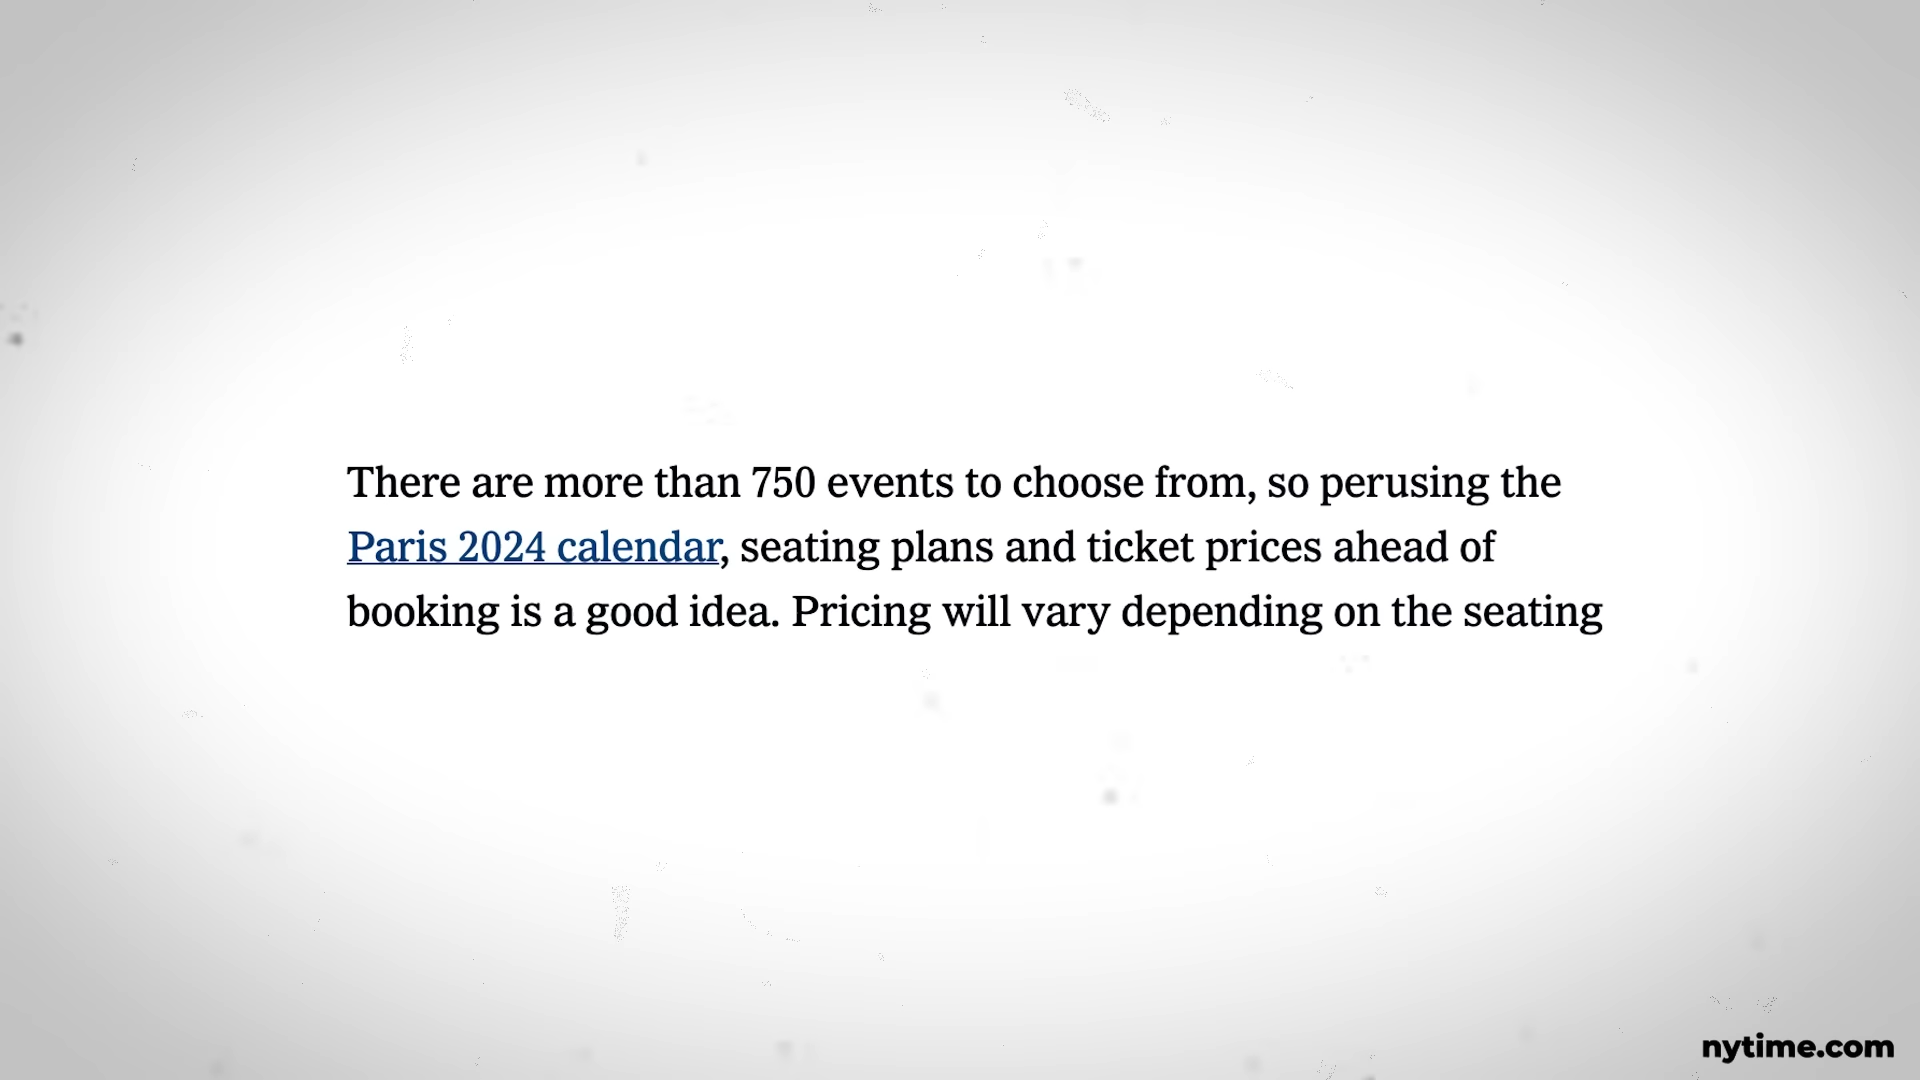 There are more than 750 events to choose from, so perusing the
Paris 2024 calendar, seating plans and ticket prices ahead of
booking is a good idea. Pricing will vary depending on the seating
nytime.com